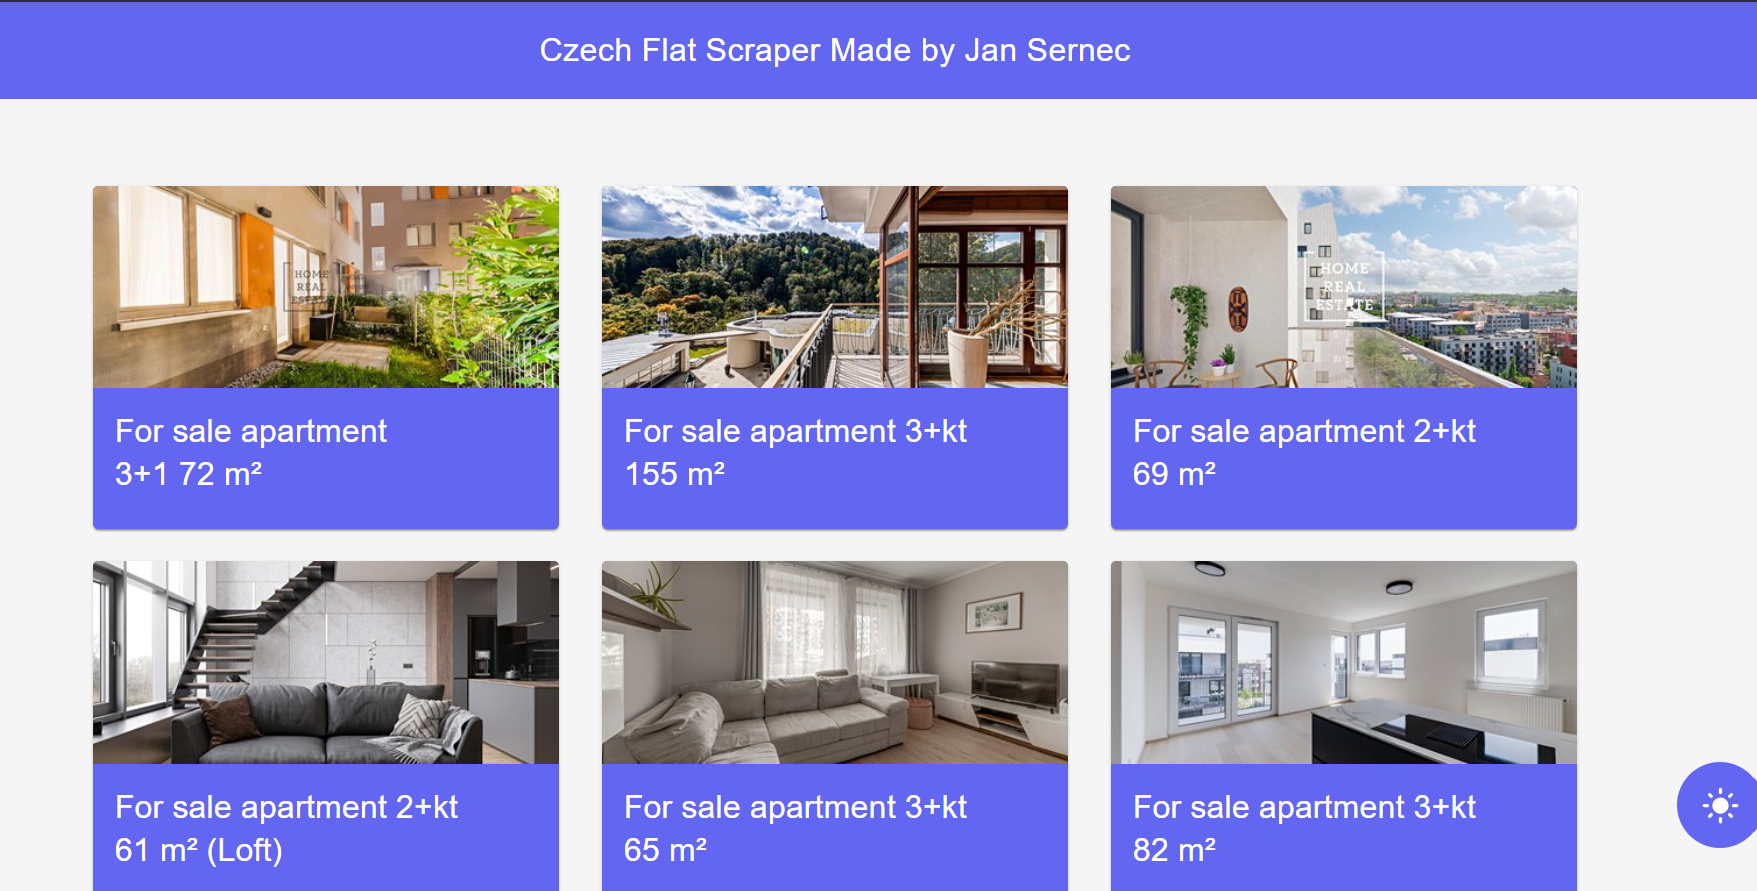 Czech Flat Scraper Made by Jan Sernec
HOME
REAL
ESTATE
HOME
REAL
ESTATE
For sale apartment
3+1 72 m²
For sale apartment 3+kt
155 m²
For sale apartment 2+kt
69 m²
For sale apartment 2+kt
61 m² (Loft)
For sale apartment 3+kt
65 m²
For sale apartment 3+kt
82 m²